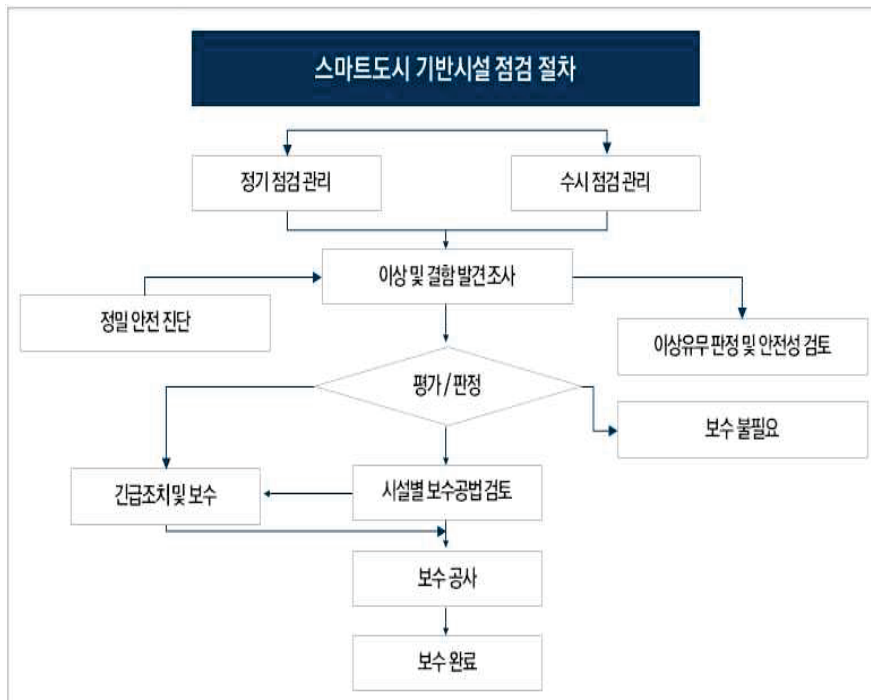 스마트도시 기반시설 점검 절차
정기 점검 관리
수시 점검 관리
이상 및 결함 발견 조사
정밀 안전 진단
이상유무 판정 및 안전성 검토
평가 / 판정
보수 불필요
긴급조치 및 보수
시설별 보수공법 검토
보수 공사
보수 완료